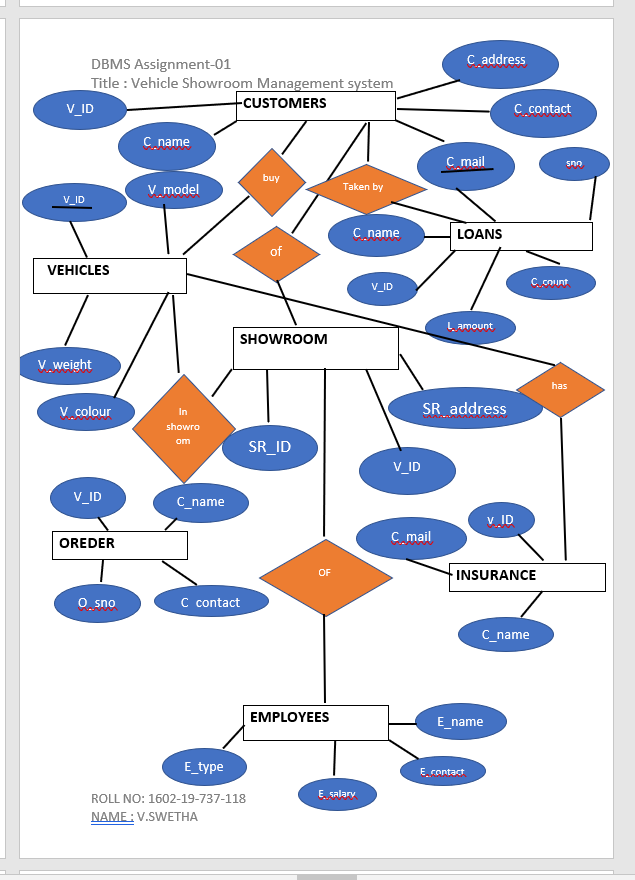 DBMS Assignment-01
Title : Vehicle Showroom Management system
C_address
V_ID
CUSTOMERS
C_contact
C_name
C_mail
sno
buy
Taken by
V_ID
V_model
C_name
LOANS
of
VEHICLES
V_ID
C_count
L_amount
SHOWROOM
V_weight
has
V_colour
In
showro
om
SR_address
SR_ID
V_ID
V_ID
C_name
v_ID
C_mail
OREDER
OF
INSURANCE
O_sno
C_contact
C_name
EMPLOYEES
E_name
E_type
E_contact
E_salary
ROLL NO: 1602-19-737-118
NAME : V.SWETHA